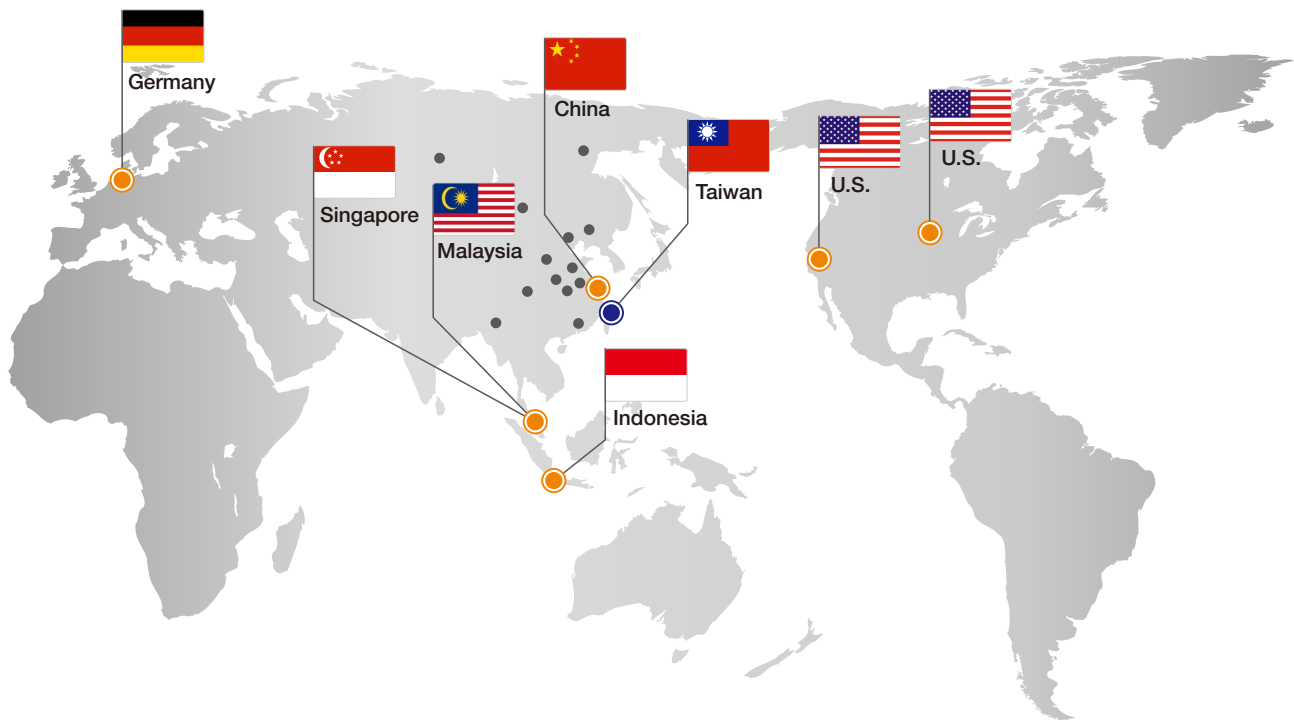 Germany
China
U.S.
U.S.
Taiwan
Singapore
Malaysia
Indonesia